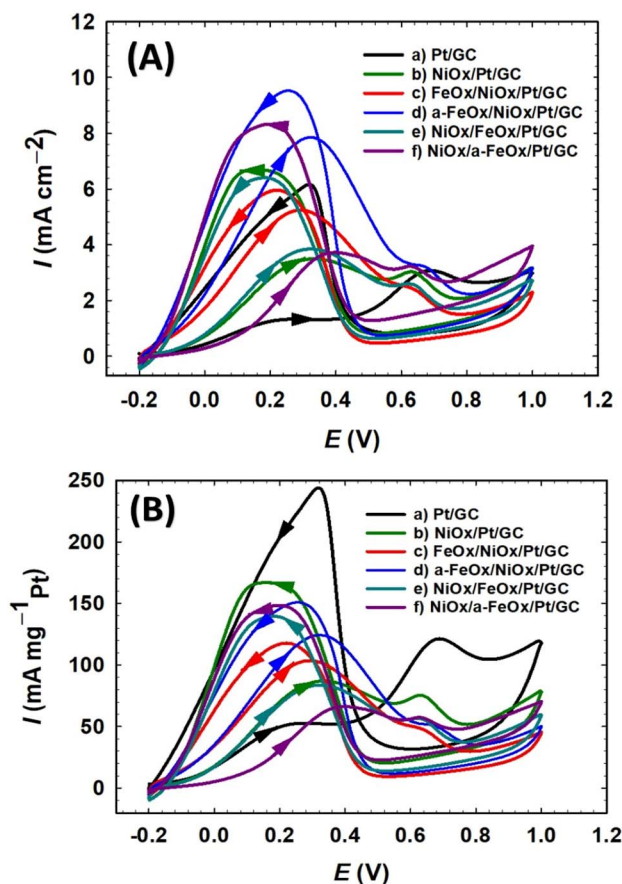 (A)
a) Pt/GC
b) NiOx/Pt/GC
c) FeOx/NiOx/Pt/GC
d) a-FeOx/NiOx/Pt/GC
e) NiOx/FeOx/Pt/GC
f) NiOx/a-FeOx/Pt/GC
I (mA cm⁻²)
12
10
8
6
4
2
0
-0.2 0.0 0.2 0.4 0.6 0.8 1.0 1.2
E (V)
(B)
a) Pt/GC
b) NiOx/Pt/GC
c) FeOx/NiOx/Pt/GC
d) a-FeOx/NiOx/Pt/GC
e) NiOx/FeOx/Pt/GC
f) NiOx/a-FeOx/Pt/GC
I (mA mg⁻¹ Pt)
250
200
150
100
50
0
-0.2 0.0 0.2 0.4 0.6 0.8 1.0 1.2
E (V)